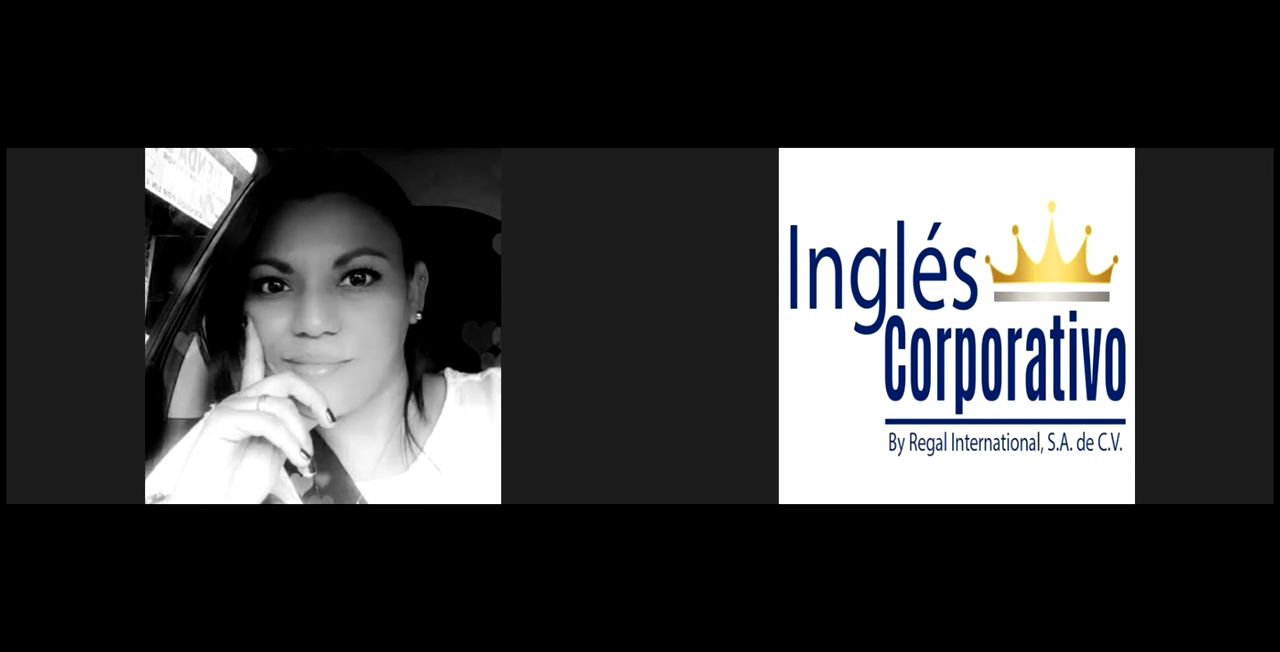 Inglés
Corporativo
By Regal International, S.A. de C.V.